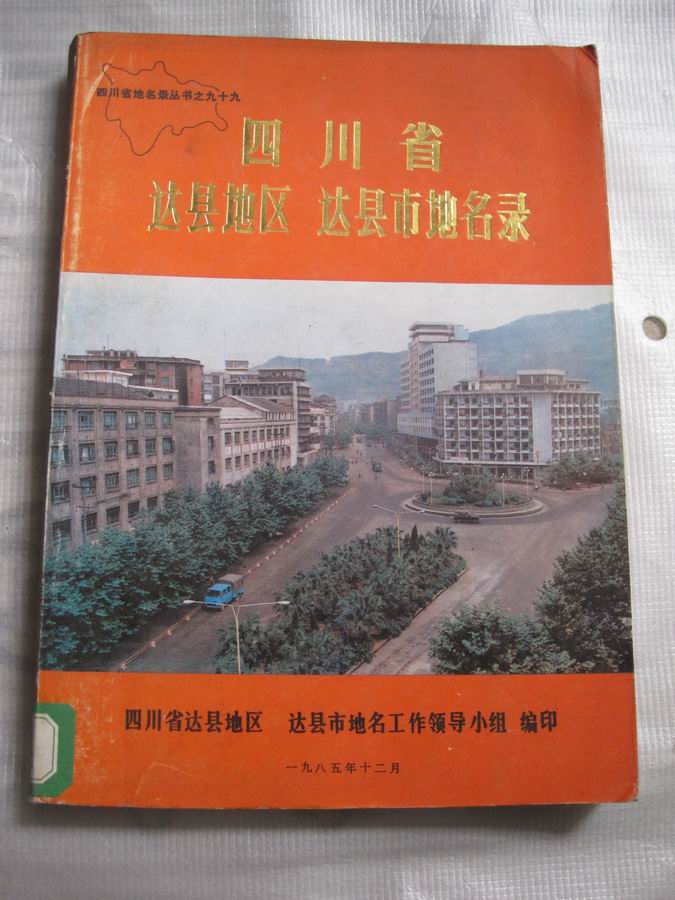 四川省地名录丛书之九十九
四川省
达县地区 达县市地名录
四川省达县地区 达县市地名工作领导小组 编印
一九八五年十二月